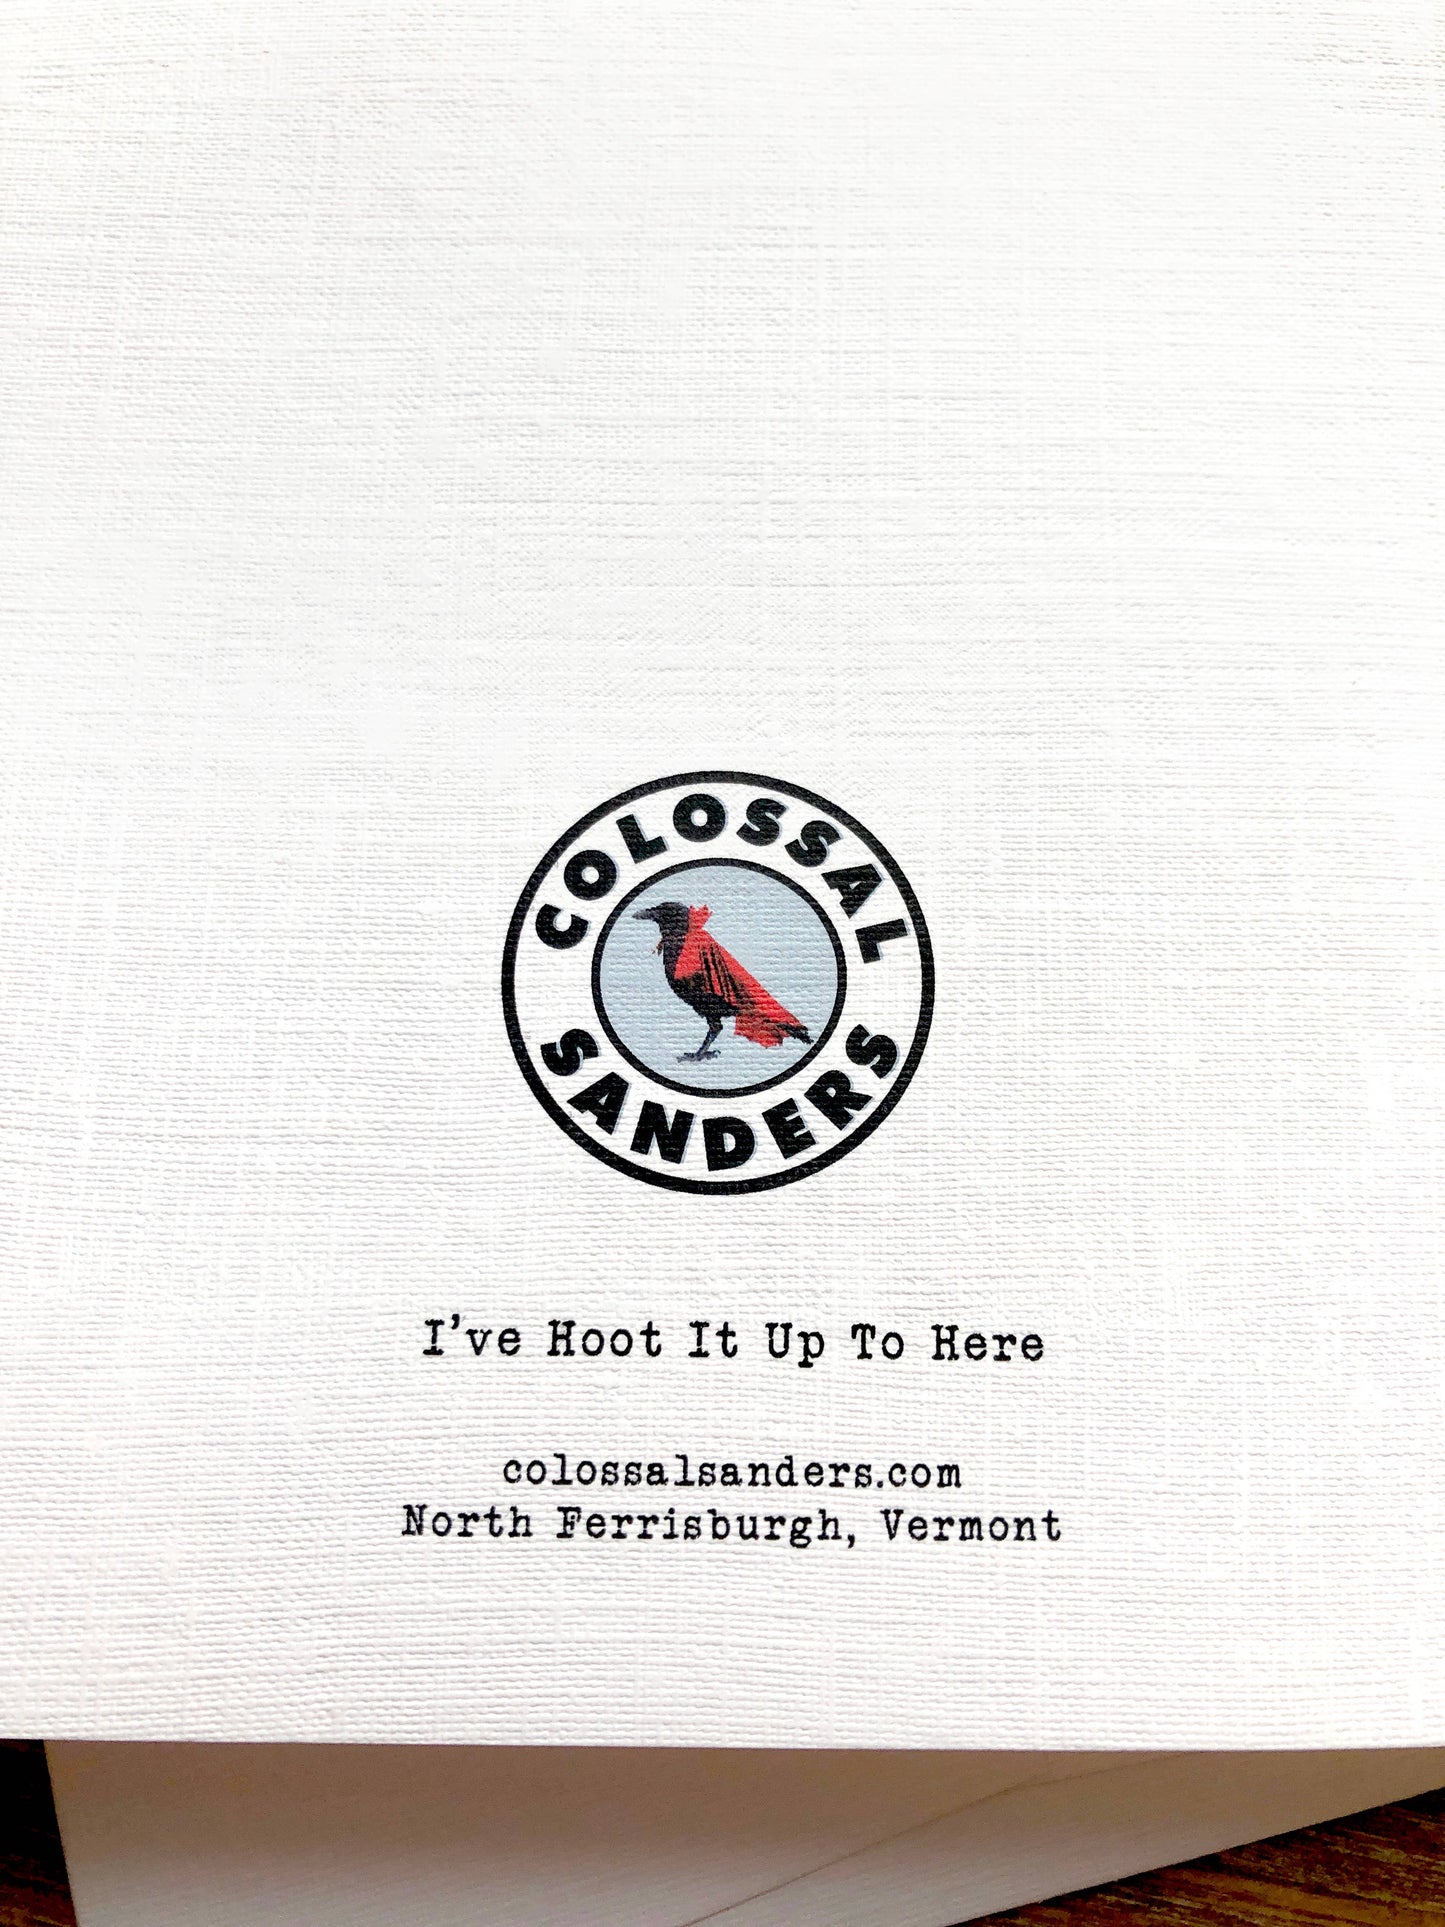 COLOSSAL
SANDERS
I've Hoot It Up To Here
colossalsanders.com
North Ferrisburgh, Vermont